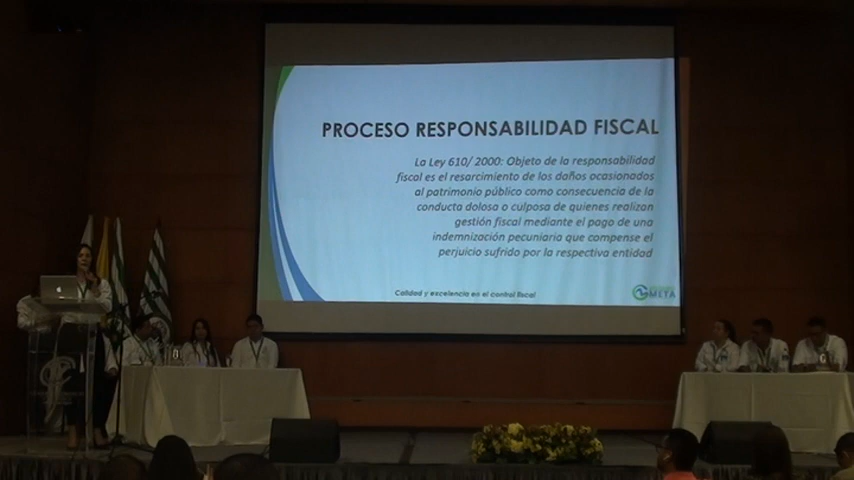 PROCESO RESPONSABILIDAD FISCAL
La Ley 610/ 2000: Objeto de la responsabilidad
fiscal es el resarcimiento de los daños ocasionados
al patrimonio público como consecuencia de la
conducta dolosa o culposa de quienes realizan
gestión fiscal mediante el pago de una
indemnización pecuniaria que compense el
perjuicio sufrido por la respectiva entidad
Calidad y excelencia en el control fiscal
META